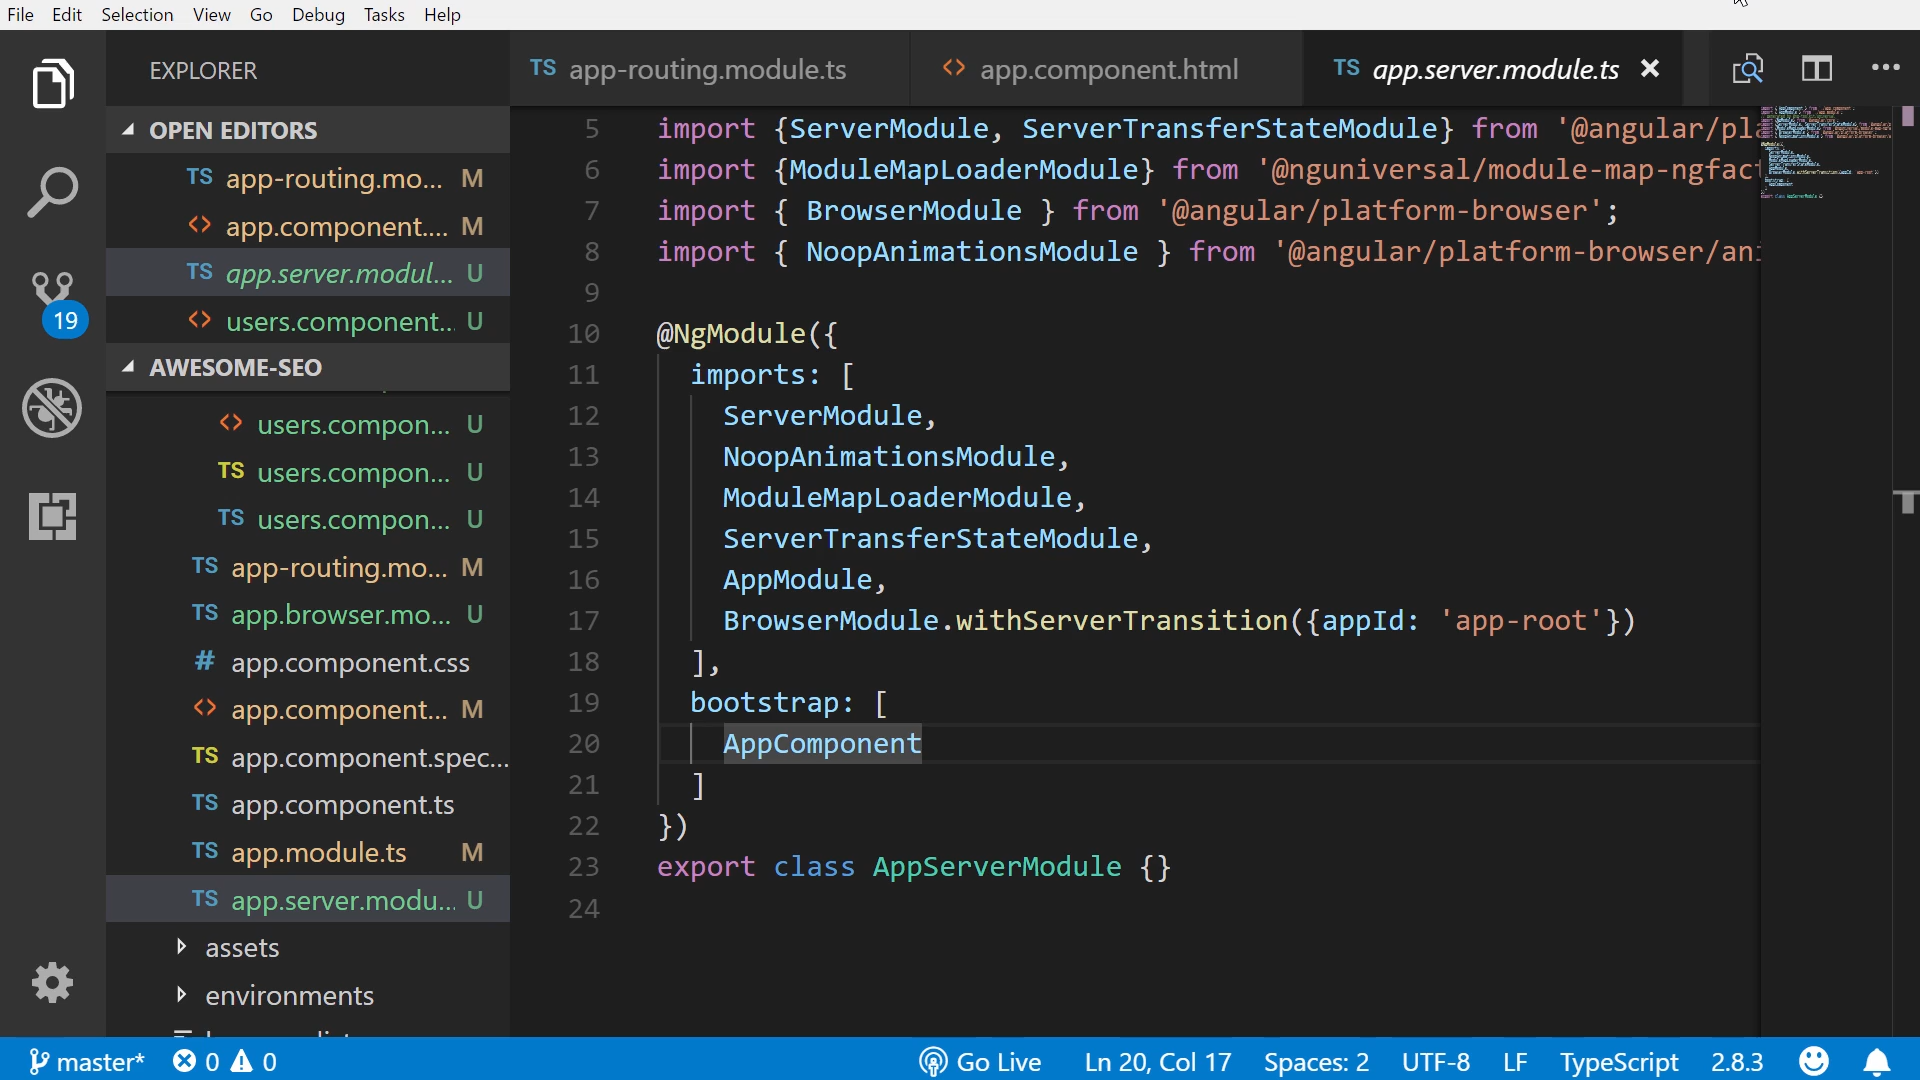 File Edit Selection View Go Debug Tasks Help
EXPLORER
OPEN EDITORS
TS app-routing.mo... M
<> app.component.... M
TS app.server.modul... U
<> users.component... U
19
AWESOME-SEO
<> users.compon... U
TS users.compon... U
TS users.compon... U
TS app-routing.mo... M
TS app.browser.mo... U
# app.component.css
<> app.component... M
TS app.component.spec...
TS app.component.ts
TS app.module.ts M
TS app.server.modu... U
assets
environments
TS app-routing.module.ts <> app.component.html TS app.server.module.ts
5 import {ServerModule, ServerTransferStateModule} from '@angular/pl
6 import {ModuleMapLoaderModule} from '@nguniversal/module-map-ngfact
7 import { BrowserModule } from '@angular/platform-browser';
8 import { NoopAnimationsModule } from '@angular/platform-browser/an
9
10 @NgModule({
11 imports: [
12 ServerModule,
13 NoopAnimationsModule,
14 ModuleMapLoaderModule,
15 ServerTransferStateModule,
16 AppModule,
17 BrowserModule.withServerTransition({appId: 'app-root'})
18 ],
19 bootstrap: [
20 AppComponent
21 ]
22 })
23 export class AppServerModule {}
24
master* 0 0 Go Live Ln 20, Col 17 Spaces: 2 UTF-8 LF TypeScript 2.8.3